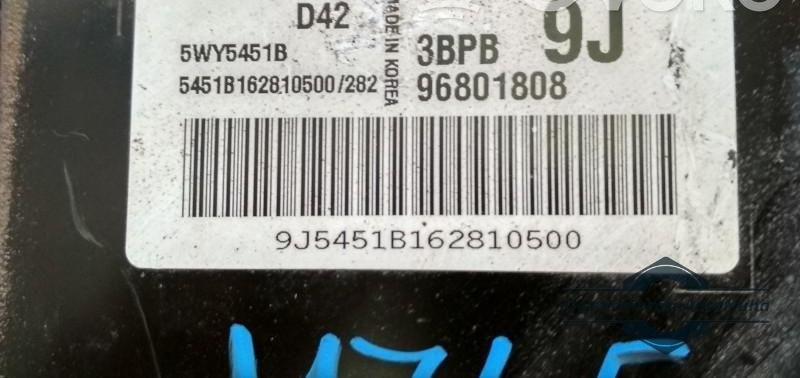 D42
5WY5451B
5451B162810500/282
MADE IN KOREA
3BPB 9J
96801808
9J5451B162810500